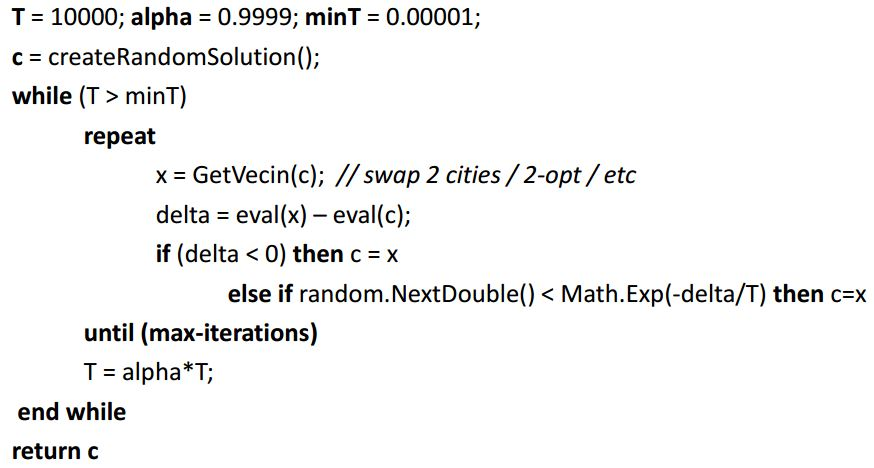 T = 10000; alpha = 0.9999; minT = 0.00001;
c = createRandomSolution();
while (T > minT)
repeat
x = GetVecin(c); // swap 2 cities / 2-opt / etc
delta = eval(x) – eval(c);
if (delta < 0) then c = x
else if random.NextDouble() < Math.Exp(-delta/T) then c=x
until (max-iterations)
T = alpha*T;
end while
return c